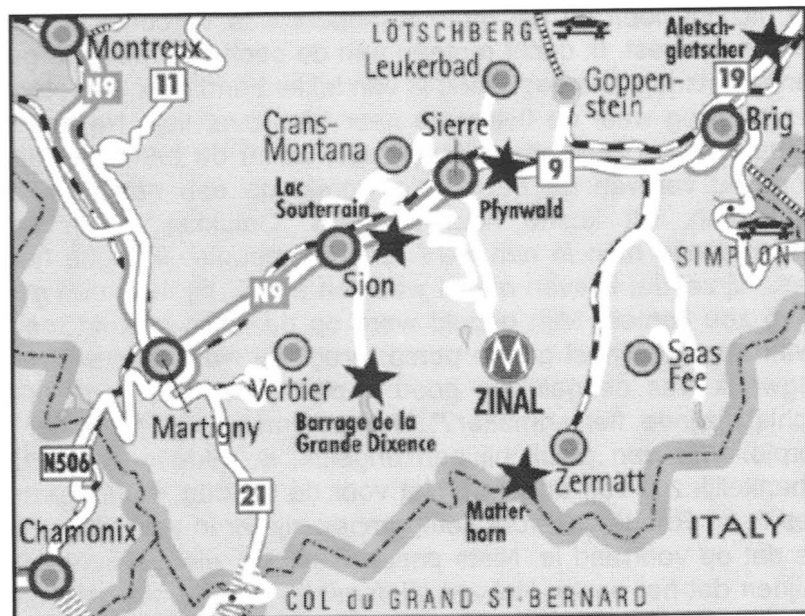 Montreux
N9
11
LÖTSCHBERG
Leukerbad
Goppen-
stein
Aletsch-
gletscher
19
Brig
Crans-
Montana
Sierre
9
Lac
Souterrain
Pfynwald
SIMPLON
N9
Sion
M
ZINAL
Saas
Fee
Verbier
Martigny
Barrage de la
Grande Dixence
N506
21
Zermatt
Matter-
horn
ITALY
Chamonix
COL du GRAND ST-BERNARD